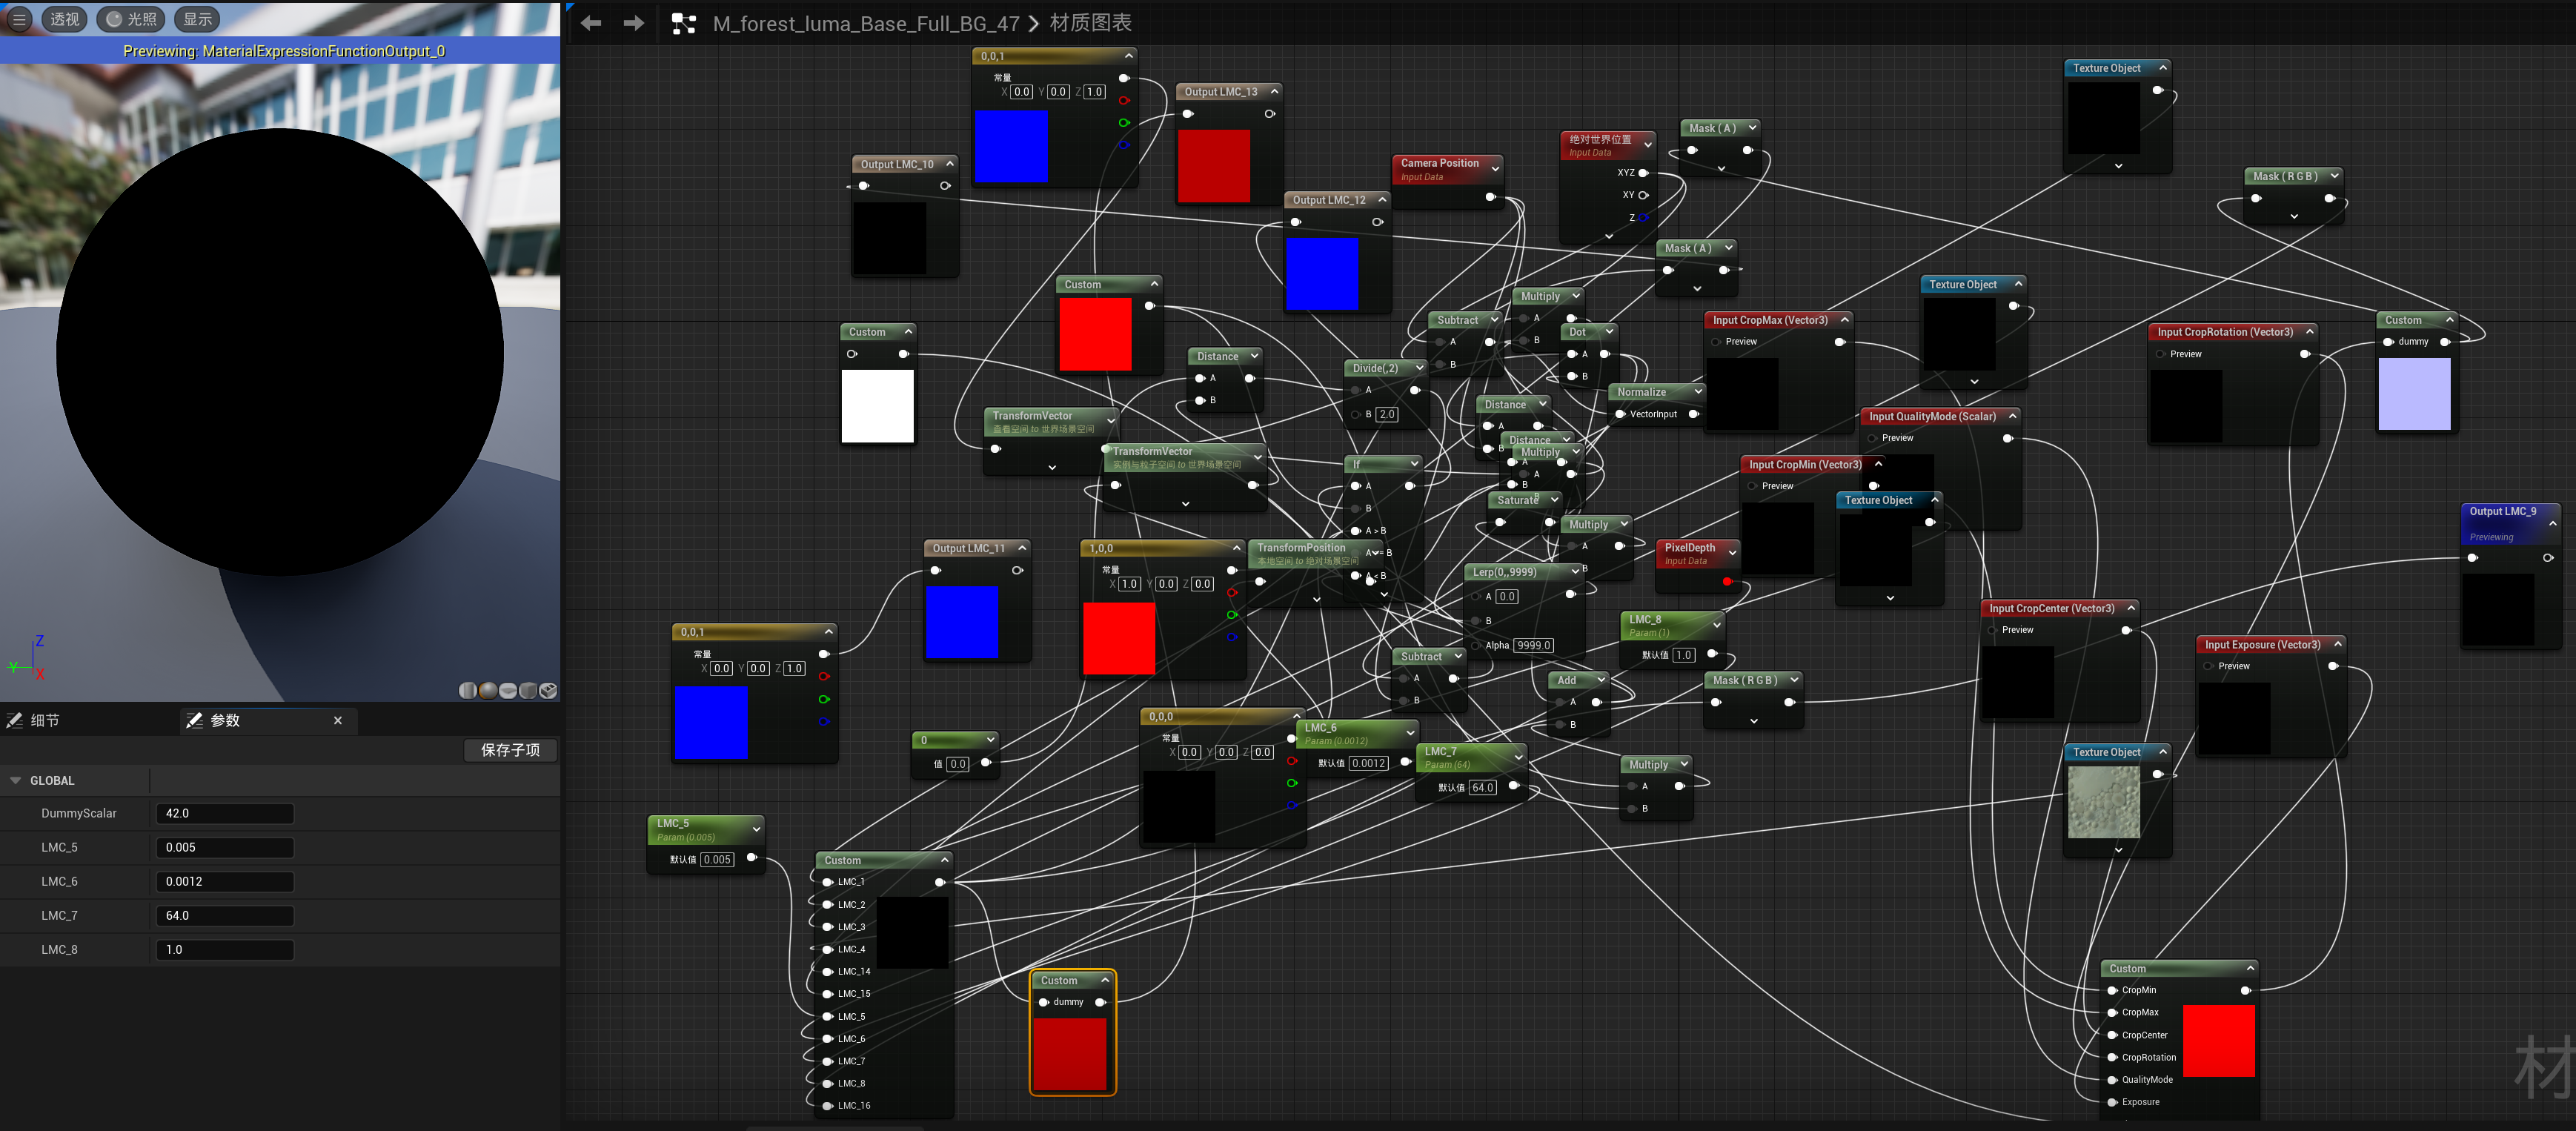 透视
光照
显示
Previewing: MaterialExpressionFunctionOutput_0
Z
Y
X
细节
参数
保存子项
GLOBAL
DummyScalar 42.0
LMC_5 0.005
LMC_6 0.0012
LMC_7 64.0
LMC_8 1.0
M_forest_luma_Base_Full_BG_47 > 材质图表
0,0,1
常量
X 0.0 Y 0.0 Z 1.0
Output LMC_13
Output LMC_10
Output LMC_12
Camera Position
Input Data
绝对世界位置
Input Data
XYZ
XY
Z
Mask ( A )
Mask ( A )
Texture Object
Mask ( R G B )
Custom
Custom
Distance
A
B
TransformVector
查看空间 to 世界场景空间
TransformVector
实例与粒子空间 to 世界场景空间
Divide(,2)
A
B 2.0
Subtract
A
B
Multiply
A
B
Dot
A
B
Normalize
VectorInput
Distance
A
B
Distance
A
B
Multiply
A
B
Saturate
Multiply
A
B
If
A
B
A > B
A == B
A < B
Input CropMax (Vector3)
Preview
Texture Object
Input QualityMode (Scalar)
Preview
Input CropMin (Vector3)
Preview
Texture Object
Input CropRotation (Vector3)
Preview
Custom
dummy
Output LMC_9
Previewing
Output LMC_11
1,0,0
常量
X 1.0 Y 0.0 Z 0.0
TransformPosition
本地空间 to 绝对场景空间
Lerp(0,,9999)
A 0.0
B
Alpha 9999.0
PixelDepth
Input Data
LMC_8
Param (1)
默认值 1.0
Input CropCenter (Vector3)
Preview
Input Exposure (Vector3)
Preview
0,0,1
常量
X 0.0 Y 0.0 Z 1.0
Subtract
A
B
Add
A
B
Mask ( R G B )
0
值 0.0
0,0,0
常量
X 0.0 Y 0.0 Z 0.0
LMC_6
Param (0.0012)
默认值 0.0012
LMC_7
Param (64)
默认值 64.0
Multiply
A
B
Texture Object
LMC_5
Param (0.005)
默认值 0.005
Custom
LMC_1
LMC_2
LMC_3
LMC_4
LMC_14
LMC_15
LMC_5
LMC_6
LMC_7
LMC_8
LMC_16
Custom
dummy
Custom
CropMin
CropMax
CropCenter
CropRotation
QualityMode
Exposure
材